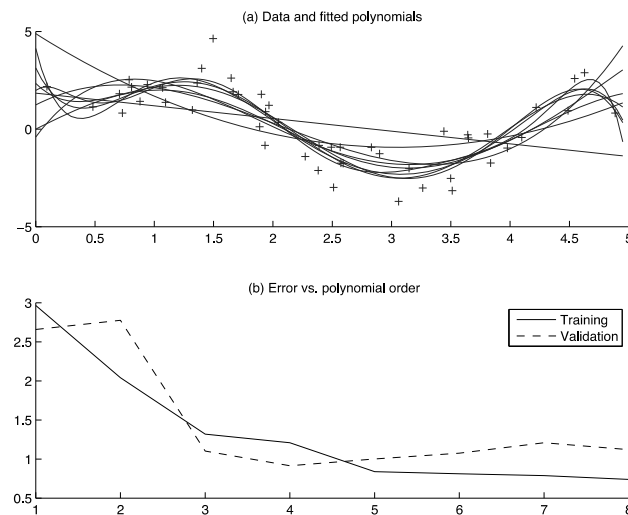 (a) Data and fitted polynomials
5
0
−5
0 0.5 1 1.5 2 2.5 3 3.5 4 4.5 5
(b) Error vs. polynomial order
3
2.5
2
1.5
1
0.5
Training
Validation
1 2 3 4 5 6 7 8